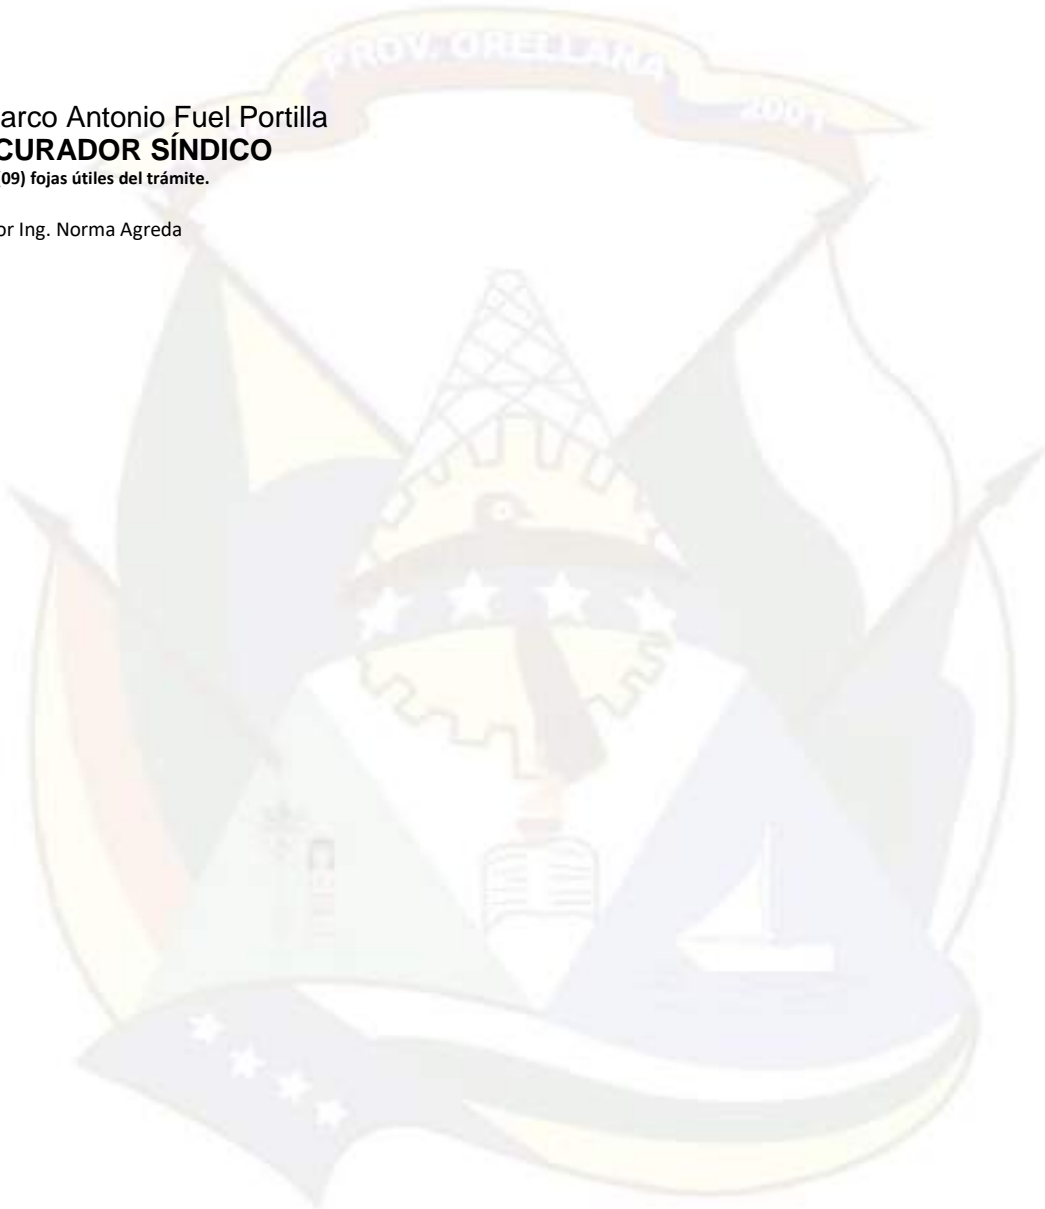 PROV. ORELLANA
2001
arco Antonio Fuel Portilla
CURADOR SÍNDICO
(09) fojas útiles del trámite.
or Ing. Norma Agreda